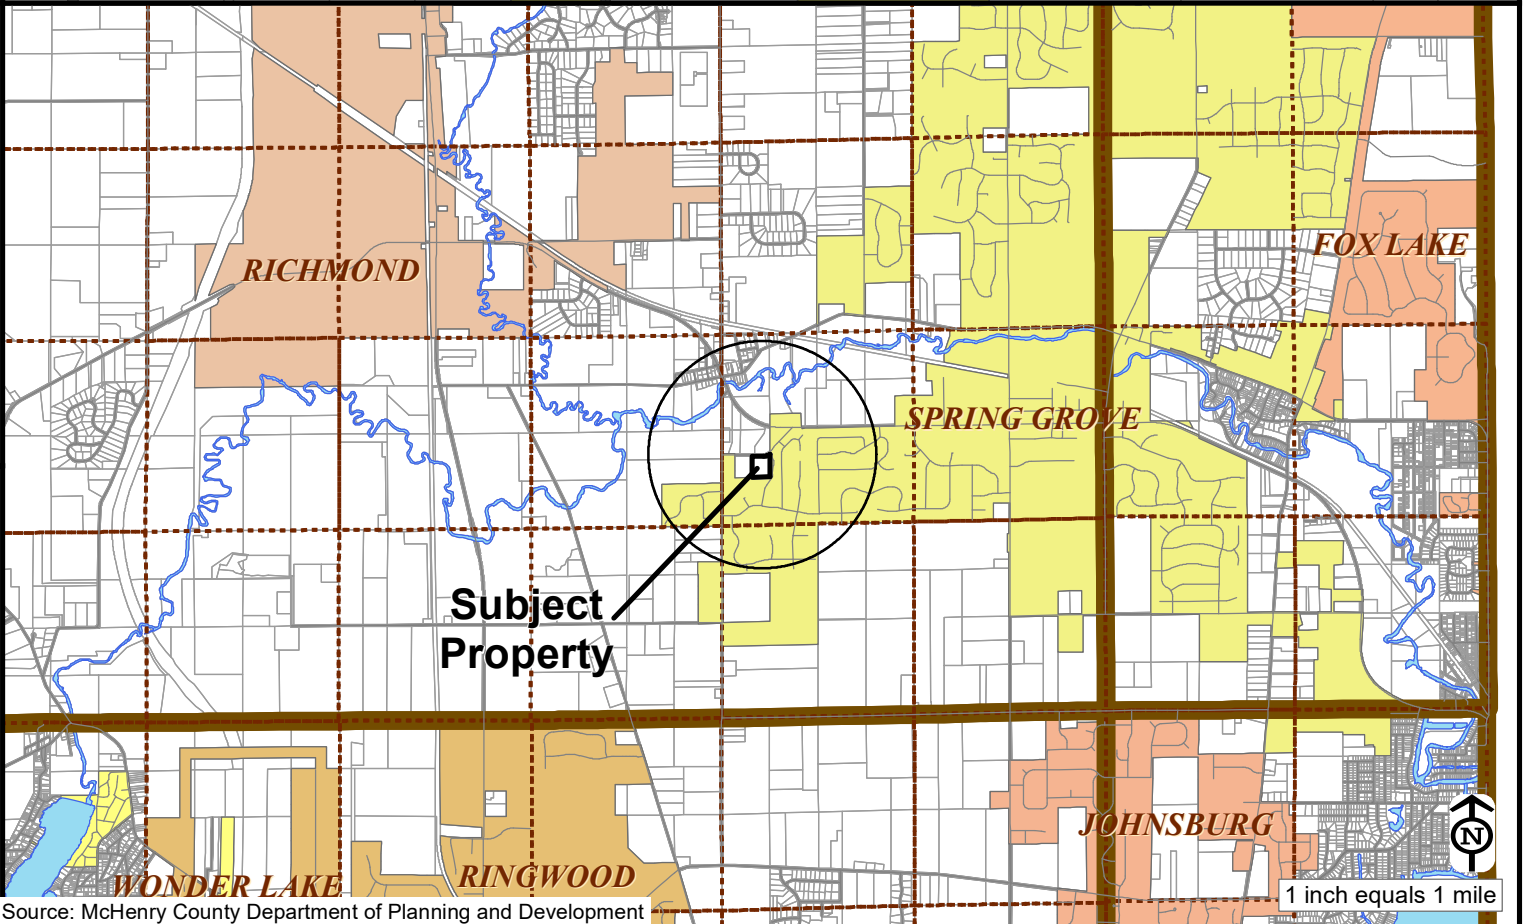 RICHMOND
FOX LAKE
SPRING GROVE
Subject
Property
JOHNSBURG
N
WONDER LAKE
RINGWOOD
1 inch equals 1 mile
Source: McHenry County Department of Planning and Development